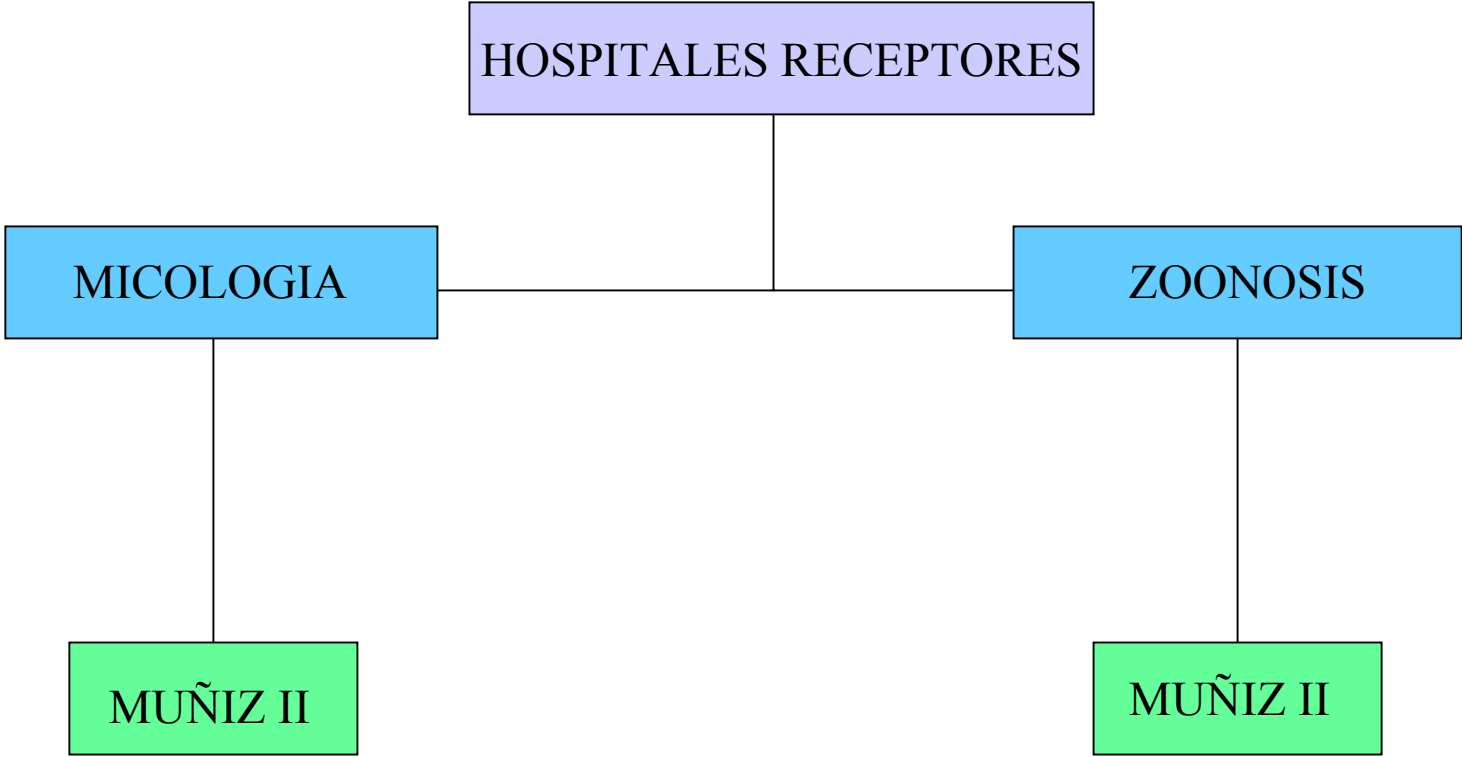 HOSPITALES RECEPTORES
MICOLOGIA
ZOONOSIS
MUÑIZ II
MUÑIZ II